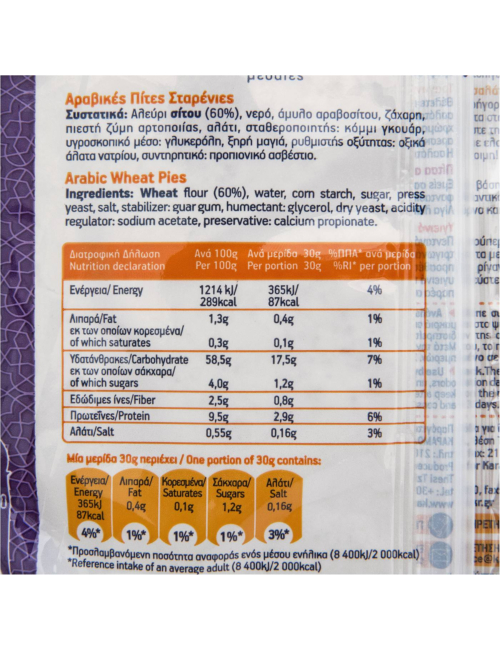 Αραβικές Πίτες Σταρένιες
Συστατικά: Αλεύρι σίτου (60%), νερό, άμυλο αραβοσίτου, ζάχαρη,
πιεστή ζύμη αρτοποιίας, αλάτι, σταθεροποιητής: κόμμι γκουάρ,
υγροσκοπικό μέσο: γλυκερόλη, ξηρή μαγιά, ρυθμιστής οξύτητας: οξικά
άλατα νατρίου, συντηρητικό: προπιονικό ασβέστιο.
Arabic Wheat Pies
Ingredients: Wheat flour (60%), water, corn starch, sugar, press
yeast, salt, stabilizer: guar gum, humectant: glycerol, dry yeast, acidity
regulator: sodium acetate, preservative: calcium propionate.
Διατροφική Δήλωση Ανά 100g Ανά μερίδα 30g %ΠΠΑ* ανά μερίδα
Nutrition declaration Per 100g Per portion 30g %RI* per portion
Ενέργεια/ Energy 1214 kJ/ 365kJ/ 4%
289kcal 87kcal
Λιπαρά/Fat 1,3g 0,4g 1%
εκ των οποίων κορεσμένα/
of which saturates 0,3g 0,1g 1%
Υδατάνθρακες/Carbohydrate 58,5g 17,5g 7%
εκ των οποίων σάκχαρα/
of which sugars 4,0g 1,2g 1%
Εδώδιμες ίνες/Fiber 2,5g 0,8g
Πρωτεΐνες/Protein 9,5g 2,9g 6%
Αλάτι/Salt 0,55g 0,16g 3%
Μία μερίδα 30g περιέχει / One portion of 30g contains:
Ενέργεια/ Λιπαρά/ Κορεσμένα/ Σάκχαρα/ Αλάτι/
Energy Fat Saturates Sugars Salt
365kJ 0,4g 0,1g 1,2g 0,16g
87kcal
4%* 1%* 1%* 1%* 3%*
*Προσλαμβανόμενη ποσότητα αναφοράς ενός μέσου ενήλικα (8 400kJ/2 000kcal)
*Reference intake of an average adult (8 400kJ/2 000kcal)